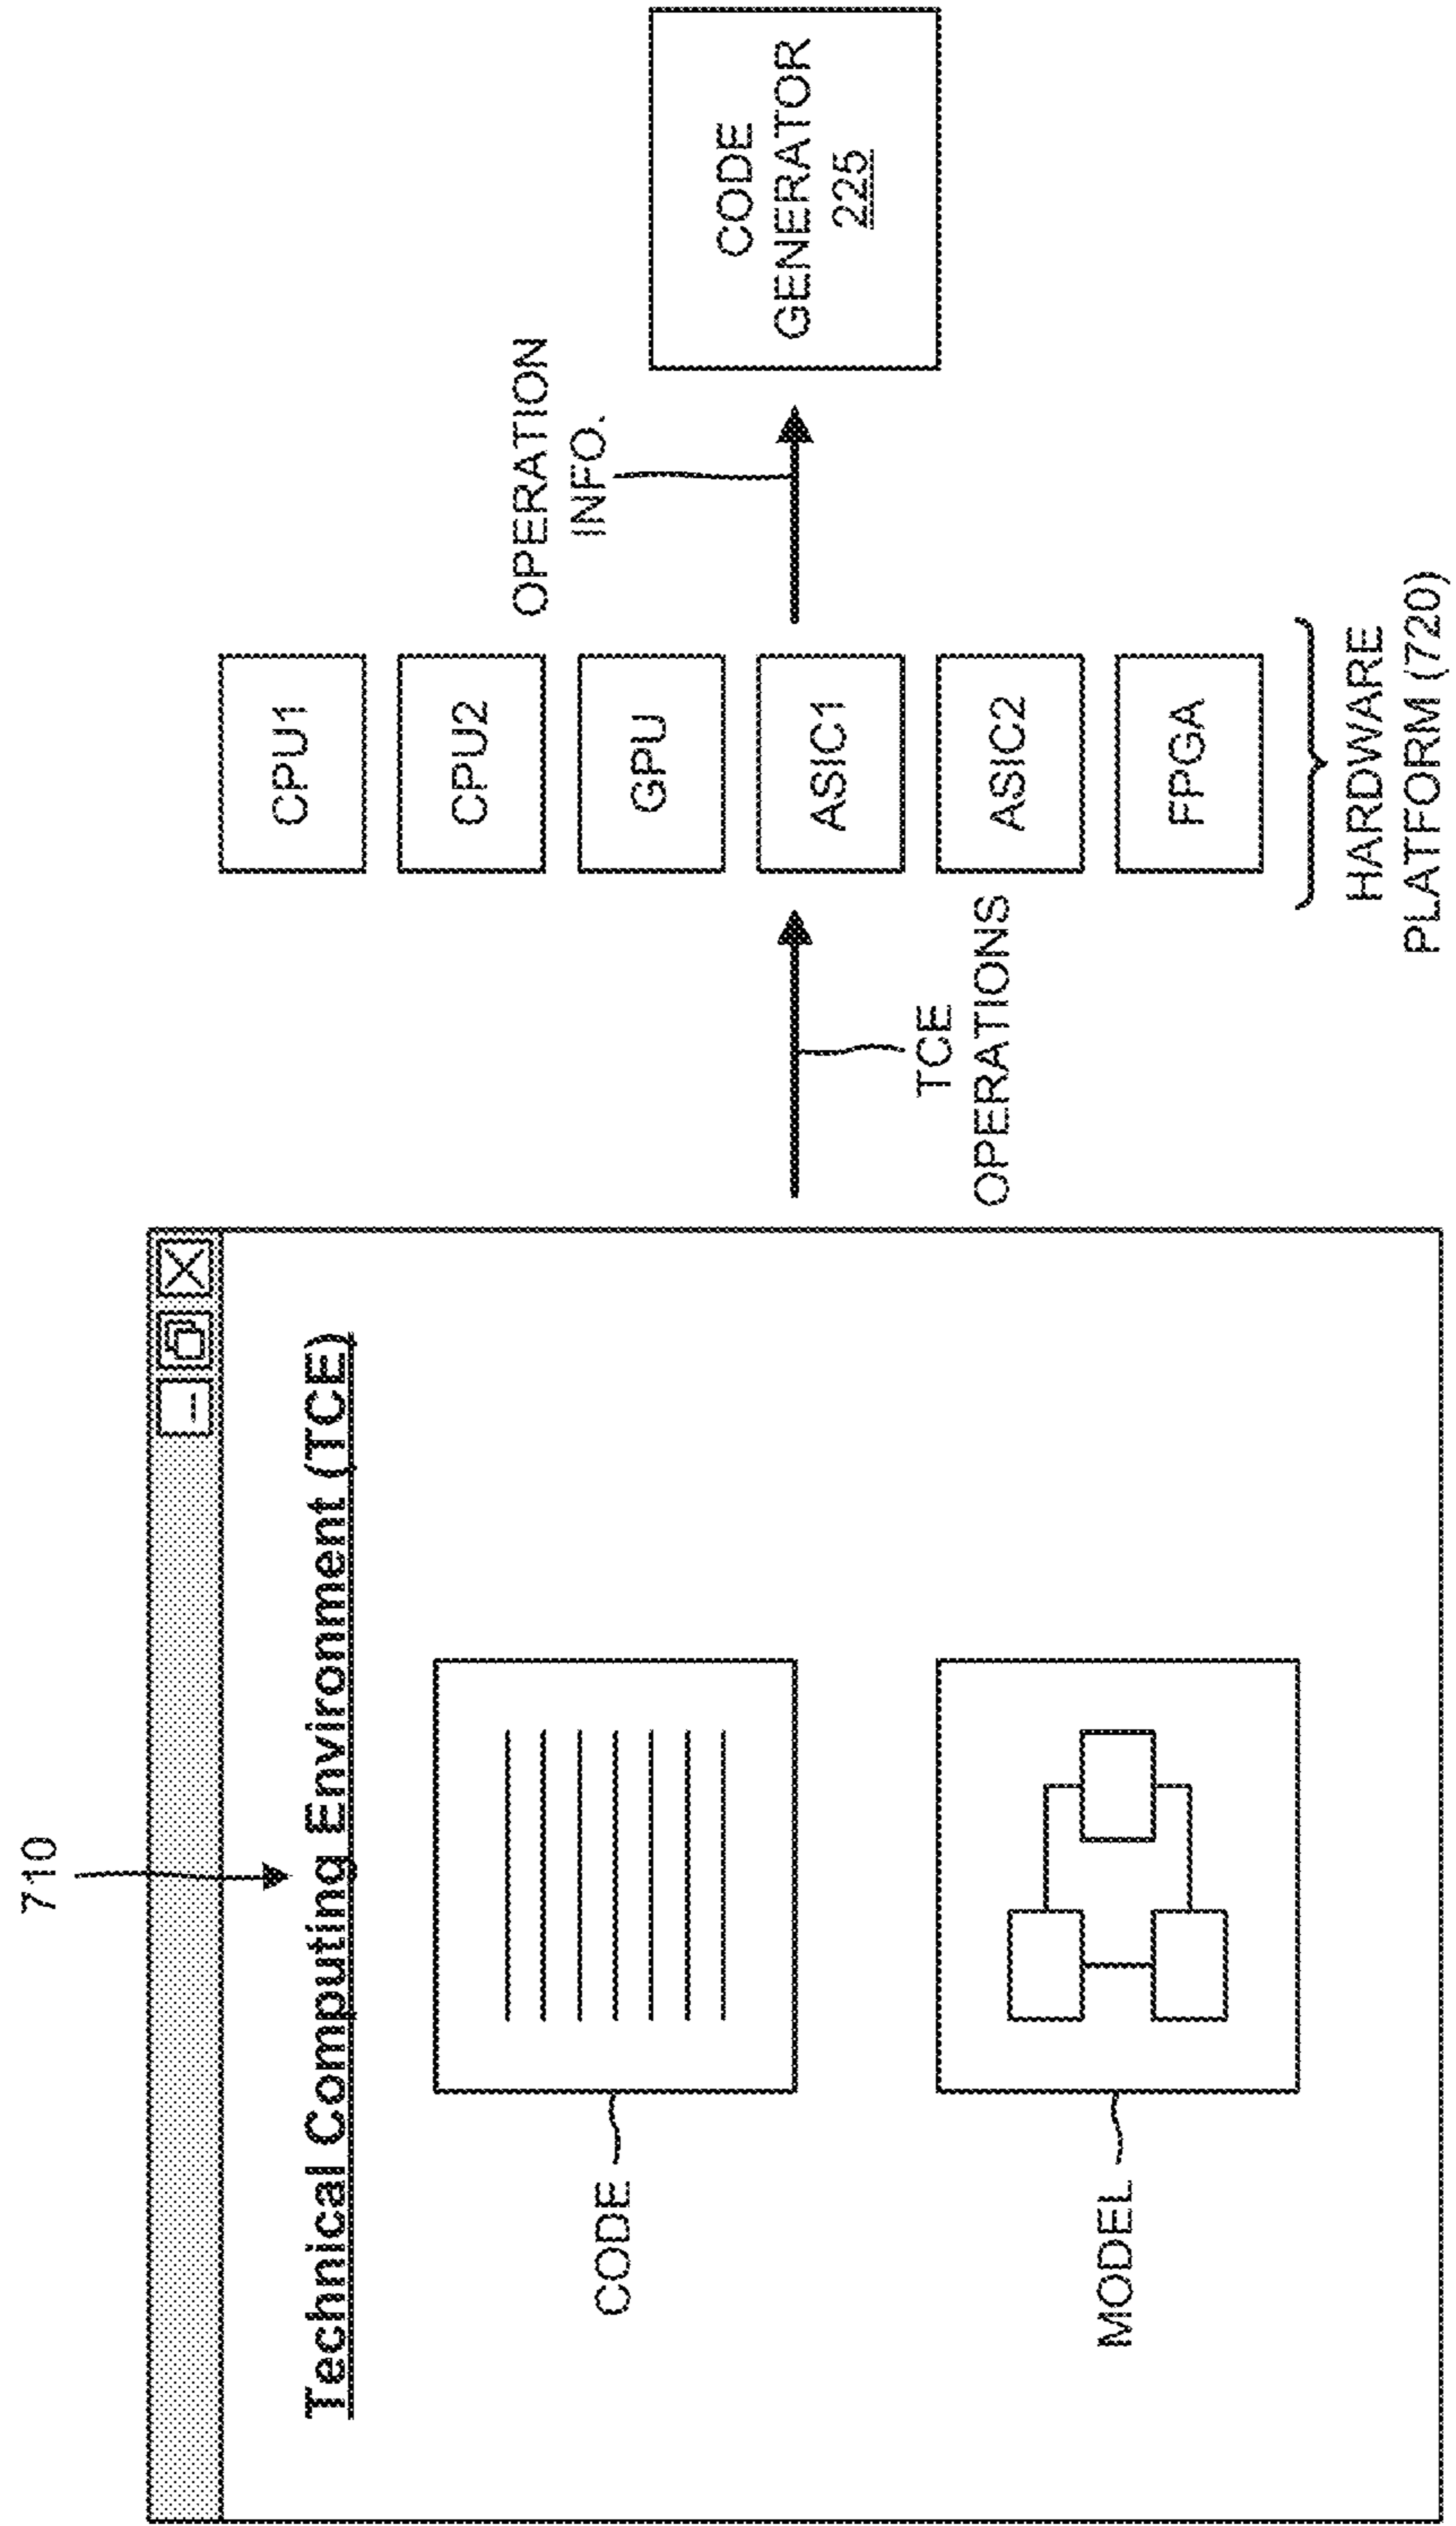 710
Technical Computing Environment (TCE)
CODE
MODEL
TCE
OPERATIONS
CPU1
CPU2
GPU
ASIC1
ASIC2
FPGA
HARDWARE
PLATFORM (720)
OPERATION
INFO.
CODE
GENERATOR
225